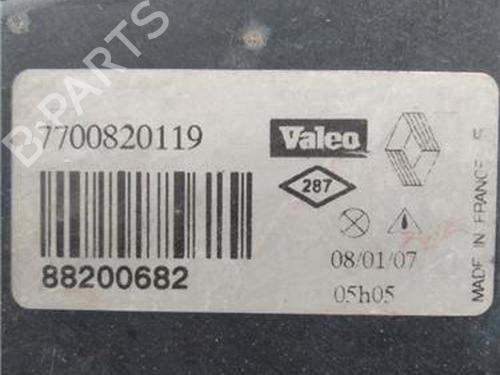 7700820119
Valeo
287
88200682
08/01/07
05h05
MADE IN FRANCE
B-PARTS